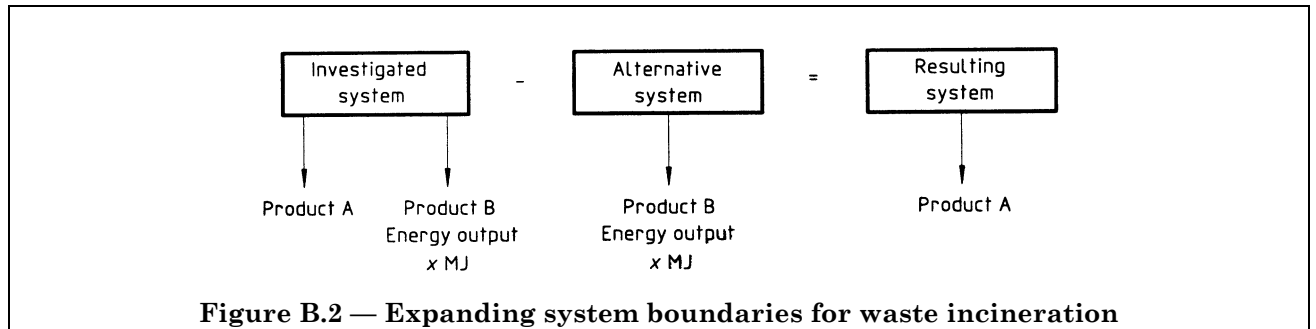 Investigated
system
-
Alternative
system
=
Resulting
system
Product A
Product B
Energy output
x MJ
Product B
Energy output
x MJ
Product A
Figure B.2 — Expanding system boundaries for waste incineration